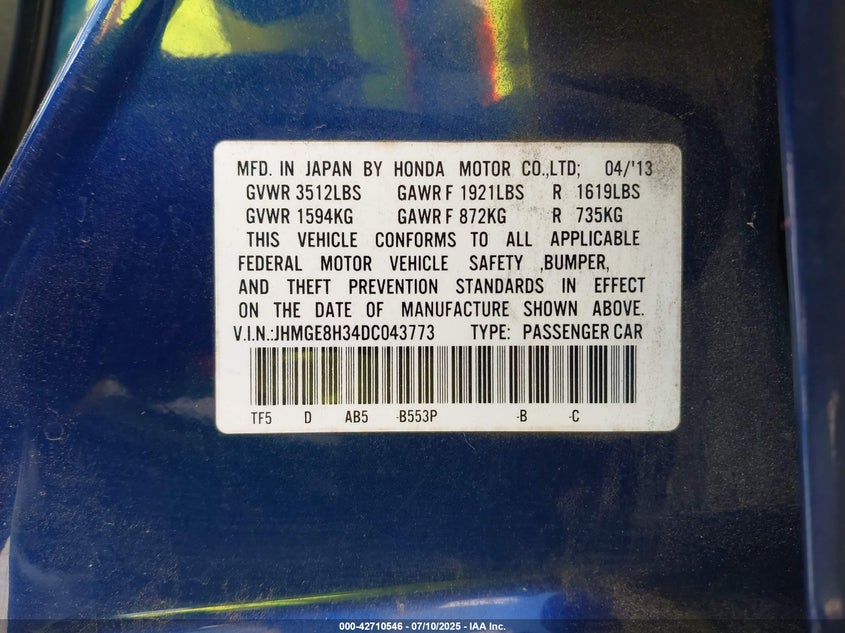 MFD. IN JAPAN BY HONDA MOTOR CO.,LTD; 04/'13
GVWR 3512LBS GAWR F 1921LBS R 1619LBS
GVWR 1594KG GAWR F 872KG R 735KG
THIS VEHICLE CONFORMS TO ALL APPLICABLE
FEDERAL MOTOR VEHICLE SAFETY ,BUMPER,
AND THEFT PREVENTION STANDARDS IN EFFECT
ON THE DATE OF MANUFACTURE SHOWN ABOVE.
V.I.N.:JHMGE8H34DC043773 TYPE: PASSENGER CAR
TF5 D AB5 -B553P -B -C
000-42710546 - 07/10/2025 - IAA Inc.